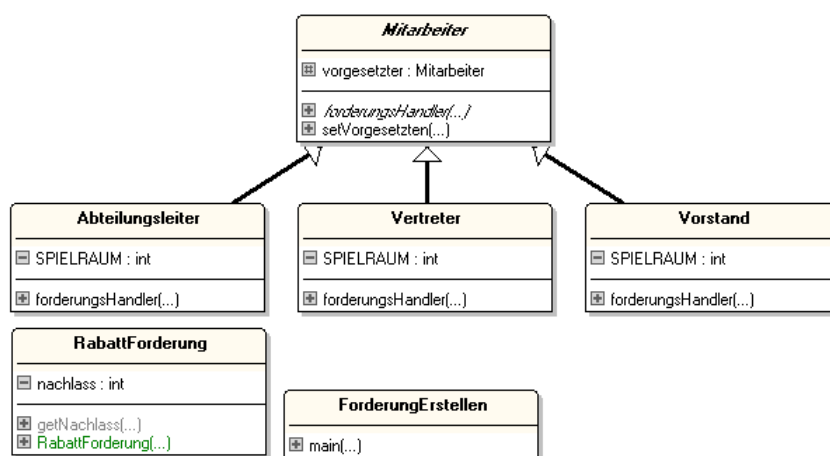 Mitarbeiter
vorgesetzter : Mitarbeiter
forderungsHandler(...)
setVorgesetzten(...)
Abteilungsleiter
SPIELRAUM : int
forderungsHandler(...)
Vertreter
SPIELRAUM : int
forderungsHandler(...)
Vorstand
SPIELRAUM : int
forderungsHandler(...)
RabattForderung
nachlass : int
getNachlass(...)
RabattForderung(...)
ForderungErstellen
main(...)